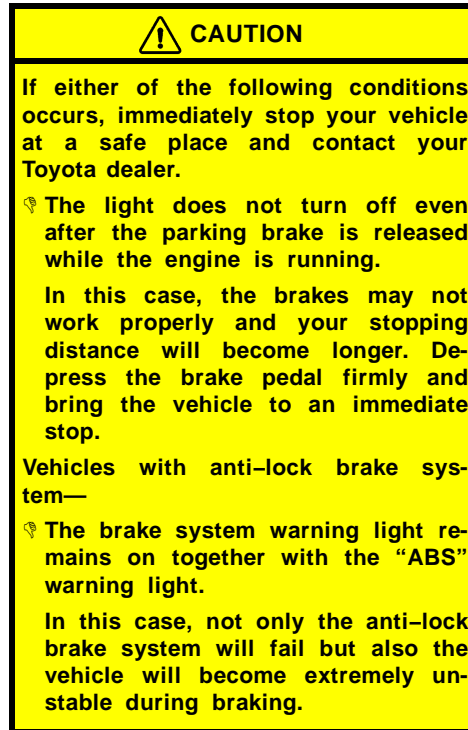 CAUTION
If either of the following conditions
occurs, immediately stop your vehicle
at a safe place and contact your
Toyota dealer.
The light does not turn off even
after the parking brake is released
while the engine is running.
In this case, the brakes may not
work properly and your stopping
distance will become longer. De-
press the brake pedal firmly and
bring the vehicle to an immediate
stop.
Vehicles with anti–lock brake sys-
tem—
The brake system warning light re-
mains on together with the “ABS”
warning light.
In this case, not only the anti–lock
brake system will fail but also the
vehicle will become extremely un-
stable during braking.